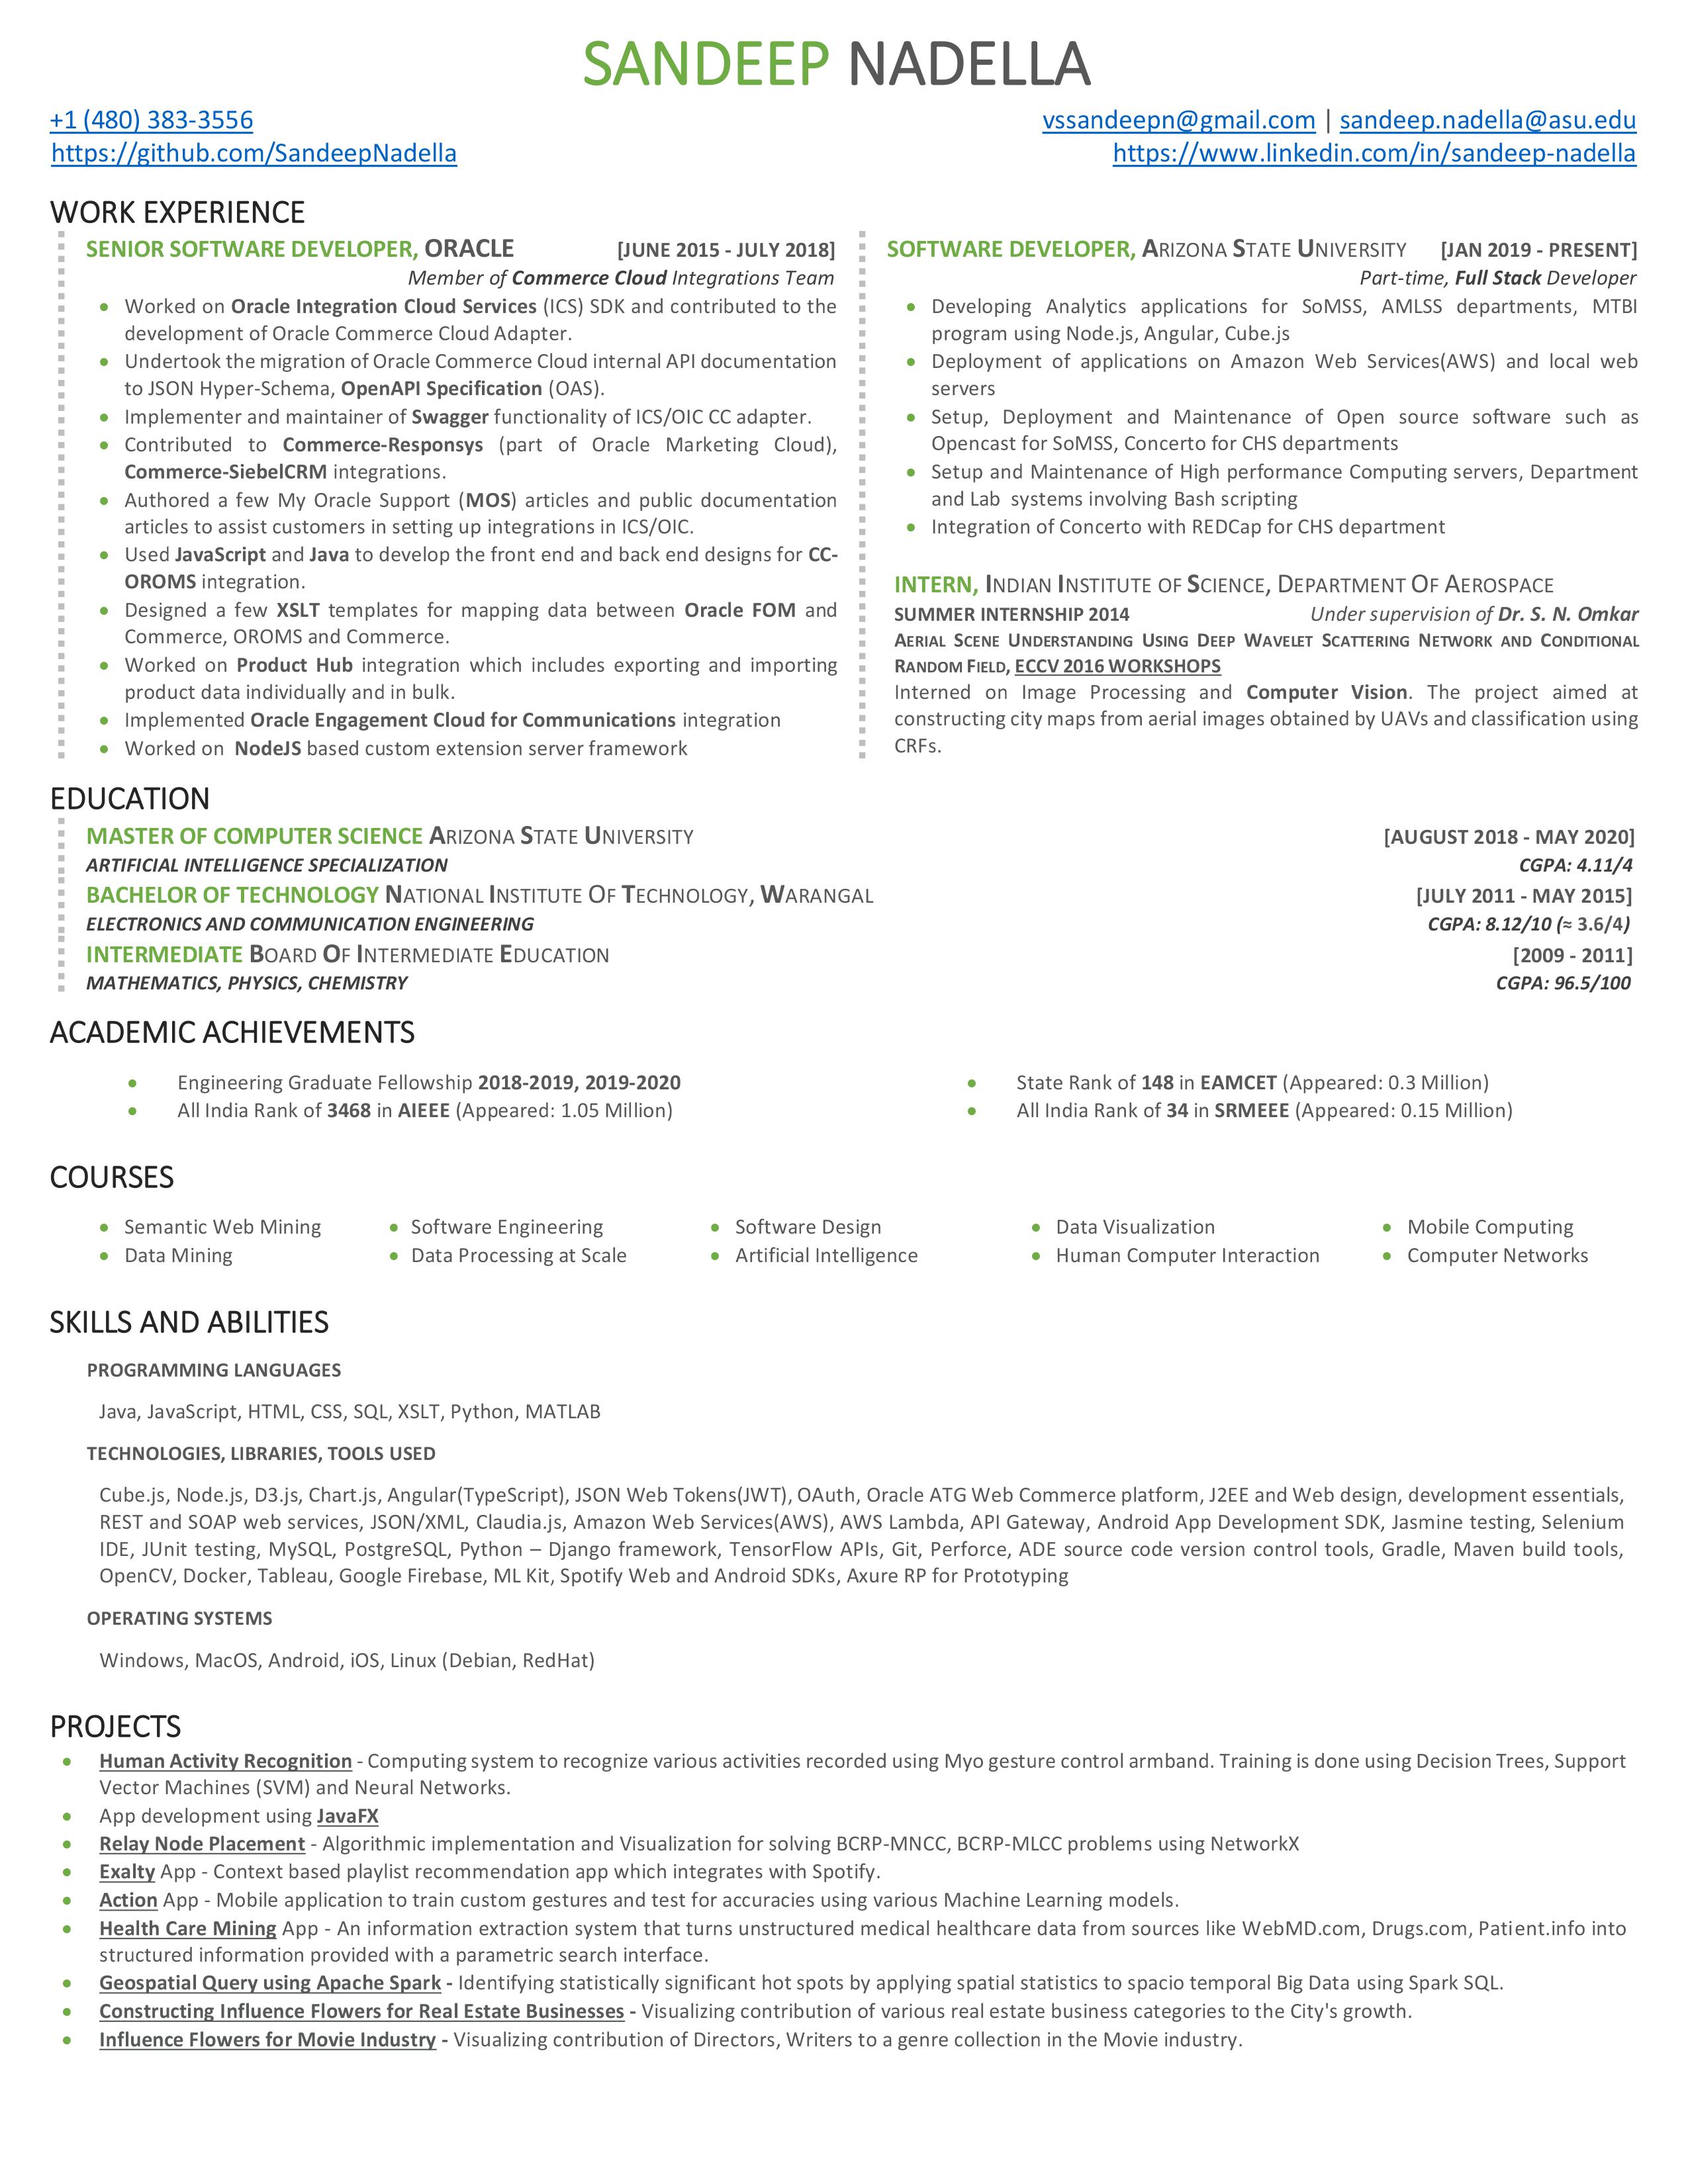 SANDEEP NADELLA
+1 (480) 383-3556
vssandeepn@gmail.com | sandeep.nadella@asu.edu
https://github.com/SandeepNadella
https://www.linkedin.com/in/sandeep-nadella
WORK EXPERIENCE
SENIOR SOFTWARE DEVELOPER, ORACLE [JUNE 2015 - JULY 2018]
Member of Commerce Cloud Integrations Team
• Worked on Oracle Integration Cloud Services (ICS) SDK and contributed to the
development of Oracle Commerce Cloud Adapter.
• Undertook the migration of Oracle Commerce Cloud internal API documentation
to JSON Hyper-Schema, OpenAPI Specification (OAS).
• Implementer and maintainer of Swagger functionality of ICS/OIC CC adapter.
• Contributed to Commerce-Responsys (part of Oracle Marketing Cloud),
Commerce-SiebelCRM integrations.
• Authored a few My Oracle Support (MOS) articles and public documentation
articles to assist customers in setting up integrations in ICS/OIC.
• Used JavaScript and Java to develop the front end and back end designs for CC-
OROMS integration.
• Designed a few XSLT templates for mapping data between Oracle FOM and
Commerce, OROMS and Commerce.
• Worked on Product Hub integration which includes exporting and importing
product data individually and in bulk.
• Implemented Oracle Engagement Cloud for Communications integration
• Worked on NodeJS based custom extension server framework
SOFTWARE DEVELOPER, ARIZONA STATE UNIVERSITY [JAN 2019 - PRESENT]
Part-time, Full Stack Developer
• Developing Analytics applications for SoMSS, AMLSS departments, MTBI
program using Node.js, Angular, Cube.js
• Deployment of applications on Amazon Web Services(AWS) and local web
servers
• Setup, Deployment and Maintenance of Open source software such as
Opencast for SoMSS, Concerto for CHS departments
• Setup and Maintenance of High performance Computing servers, Department
and Lab systems involving Bash scripting
• Integration of Concerto with REDCap for CHS department
INTERN, INDIAN INSTITUTE OF SCIENCE, DEPARTMENT OF AEROSPACE
SUMMER INTERNSHIP 2014 Under supervision of Dr. S. N. Omkar
AERIAL SCENE UNDERSTANDING USING DEEP WAVELET SCATTERING NETWORK AND CONDITIONAL
RANDOM FIELD, ECCV 2016 WORKSHOPS
Interned on Image Processing and Computer Vision. The project aimed at
constructing city maps from aerial images obtained by UAVs and classification using
CRFs.
EDUCATION
MASTER OF COMPUTER SCIENCE ARIZONA STATE UNIVERSITY [AUGUST 2018 - MAY 2020]
ARTIFICIAL INTELLIGENCE SPECIALIZATION CGPA: 4.11/4
BACHELOR OF TECHNOLOGY NATIONAL INSTITUTE OF TECHNOLOGY, WARANGAL [JULY 2011 - MAY 2015]
ELECTRONICS AND COMMUNICATION ENGINEERING CGPA: 8.12/10 (≈ 3.6/4)
INTERMEDIATE BOARD OF INTERMEDIATE EDUCATION [2009 - 2011]
MATHEMATICS, PHYSICS, CHEMISTRY CGPA: 96.5/100
ACADEMIC ACHIEVEMENTS
• Engineering Graduate Fellowship 2018-2019, 2019-2020 • State Rank of 148 in EAMCET (Appeared: 0.3 Million)
• All India Rank of 3468 in AIEEE (Appeared: 1.05 Million) • All India Rank of 34 in SRMEEE (Appeared: 0.15 Million)
COURSES
• Semantic Web Mining • Software Engineering • Software Design • Data Visualization • Mobile Computing
• Data Mining • Data Processing at Scale • Artificial Intelligence • Human Computer Interaction • Computer Networks
SKILLS AND ABILITIES
PROGRAMMING LANGUAGES
Java, JavaScript, HTML, CSS, SQL, XSLT, Python, MATLAB
TECHNOLOGIES, LIBRARIES, TOOLS USED
Cube.js, Node.js, D3.js, Chart.js, Angular(TypeScript), JSON Web Tokens(JWT), OAuth, Oracle ATG Web Commerce platform, J2EE and Web design, development essentials,
REST and SOAP web services, JSON/XML, Claudia.js, Amazon Web Services(AWS), AWS Lambda, API Gateway, Android App Development SDK, Jasmine testing, Selenium
IDE, JUnit testing, MySQL, PostgreSQL, Python – Django framework, TensorFlow APIs, Git, Perforce, ADE source code version control tools, Gradle, Maven build tools,
OpenCV, Docker, Tableau, Google Firebase, ML Kit, Spotify Web and Android SDKs, Axure RP for Prototyping
OPERATING SYSTEMS
Windows, MacOS, Android, iOS, Linux (Debian, RedHat)
PROJECTS
• Human Activity Recognition - Computing system to recognize various activities recorded using Myo gesture control armband. Training is done using Decision Trees, Support
Vector Machines (SVM) and Neural Networks.
• App development using JavaFX
• Relay Node Placement - Algorithmic implementation and Visualization for solving BCRP-MNCC, BCRP-MLCC problems using NetworkX
• Exalty App - Context based playlist recommendation app which integrates with Spotify.
• Action App - Mobile application to train custom gestures and test for accuracies using various Machine Learning models.
• Health Care Mining App - An information extraction system that turns unstructured medical healthcare data from sources like WebMD.com, Drugs.com, Patient.info into
structured information provided with a parametric search interface.
• Geospatial Query using Apache Spark - Identifying statistically significant hot spots by applying spatial statistics to spacio temporal Big Data using Spark SQL.
• Constructing Influence Flowers for Real Estate Businesses - Visualizing contribution of various real estate business categories to the City's growth.
• Influence Flowers for Movie Industry - Visualizing contribution of Directors, Writers to a genre collection in the Movie industry.